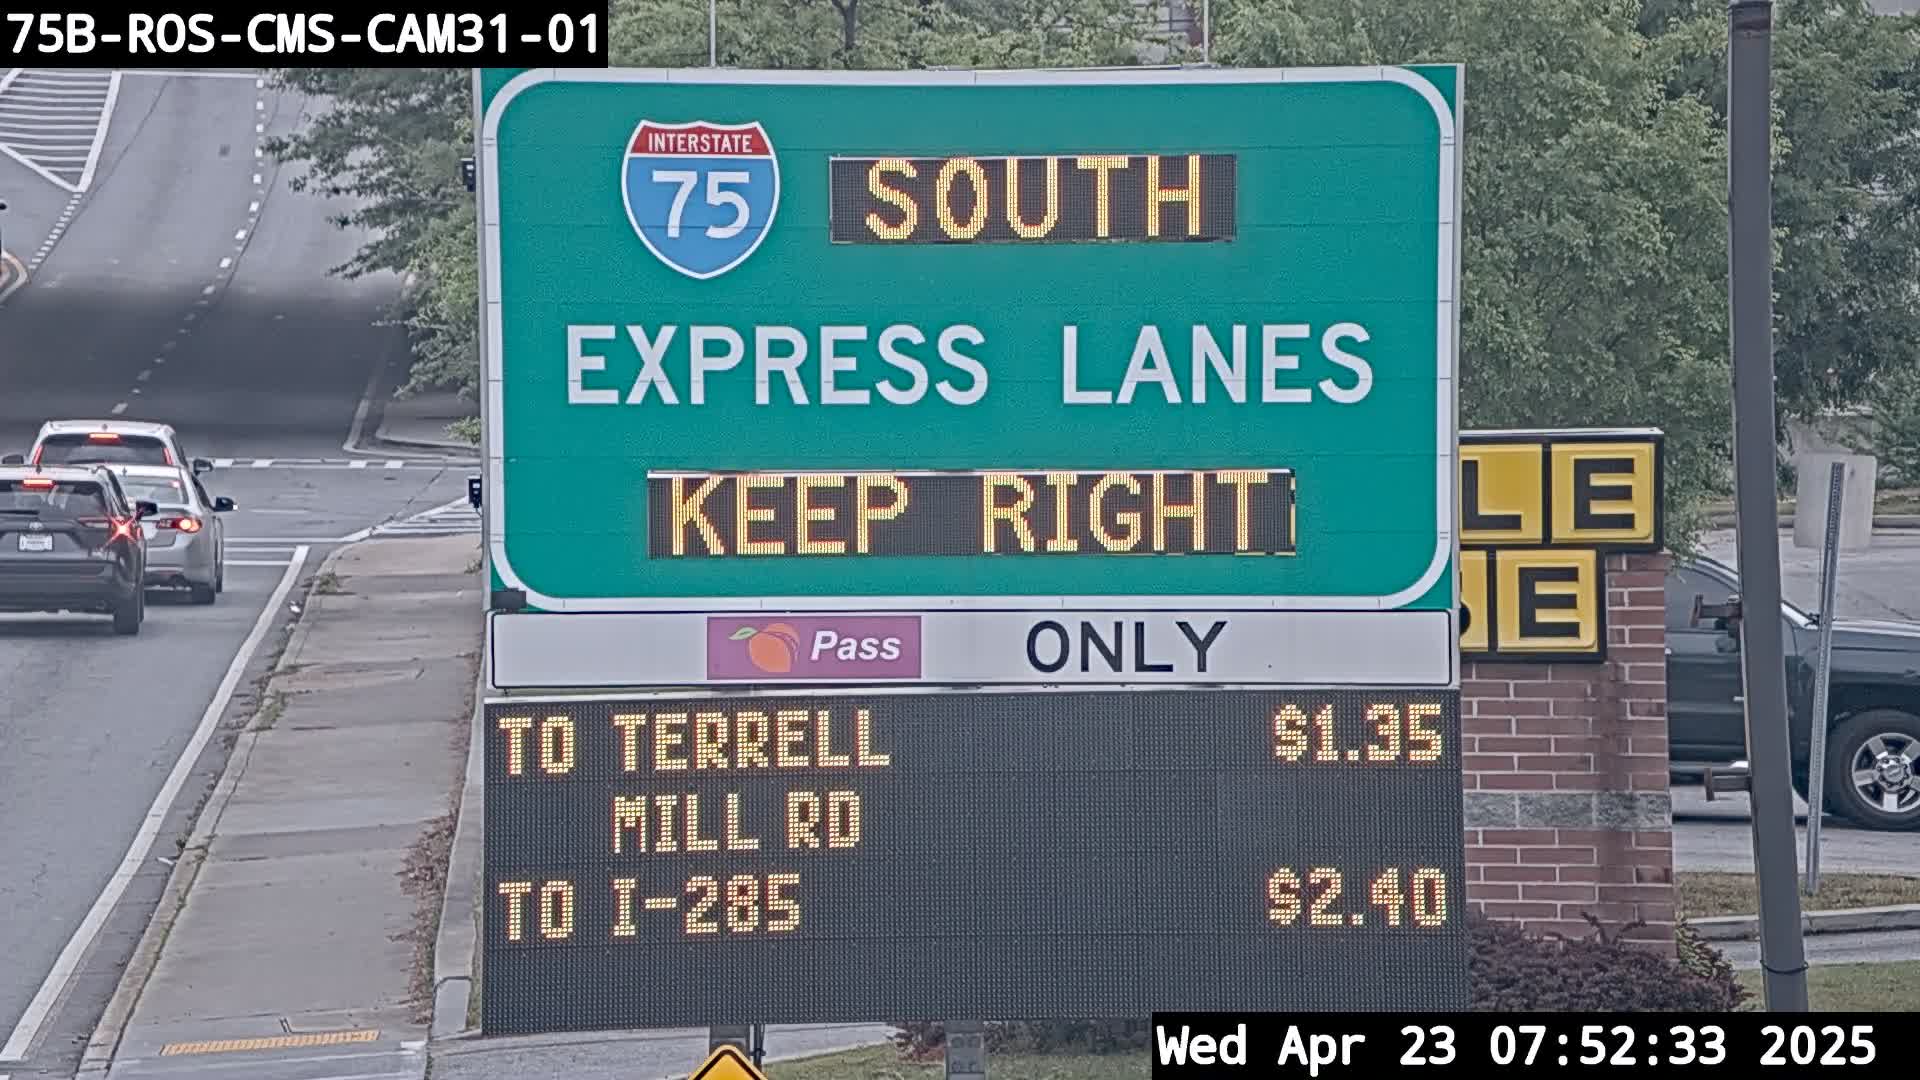 75B-ROS-CMS-CAM31-01
INTERSTATE
75
SOUTH
EXPRESS LANES
KEEP RIGHT
LE
E
Pass ONLY
TO TERRELL $1.35
MILL RD
TO I-285 $2.40
Wed Apr 23 07:52:33 2025